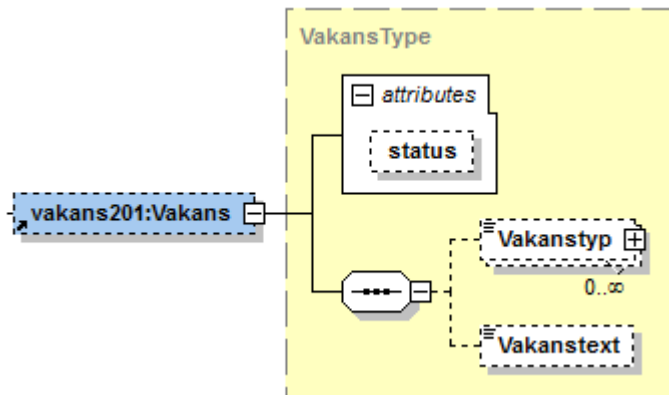 VakansType
attributes
status
vakans201:Vakans
Vakanstyp
0..∞
Vakanstext